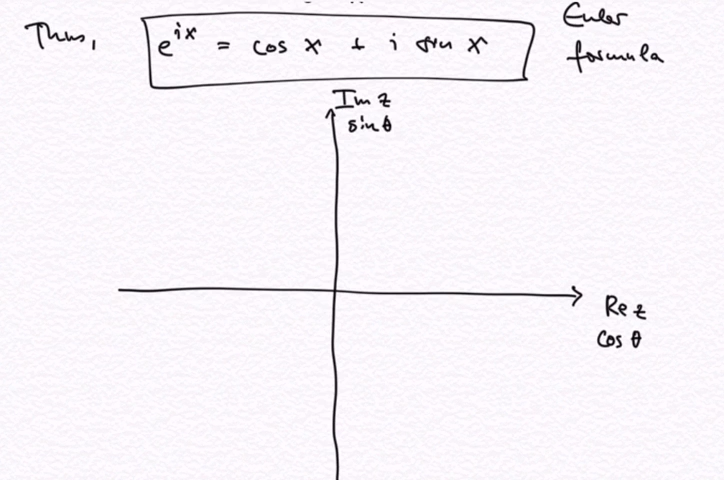 Thus, e^{ix} = cos x + i sin x Euler
formula
Im z
sin θ
Re z
cos θ